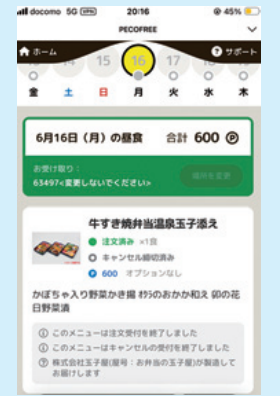 docomo 5G VPN 20:16 45%
PECOFREE
ホーム サポート
15 16 17
金 土 日 月 火 水 木
6月16日（月）の昼食 合計 600 P
お受け取り：
63497<変更しないでください>
場所を変更
牛すき焼弁当温泉玉子添え
注文済み ×1食
キャンセル締切済み
P 600 オプションなし
かぼちゃ入り野菜かき揚 ｵｸﾗのおかか和え 卯の花
日野菜漬
このメニューは注文受付を終了しました
このメニューはキャンセルの受付を終了しました
株式会社玉子屋(屋号：お弁当の玉子屋)が製造して
お届けします